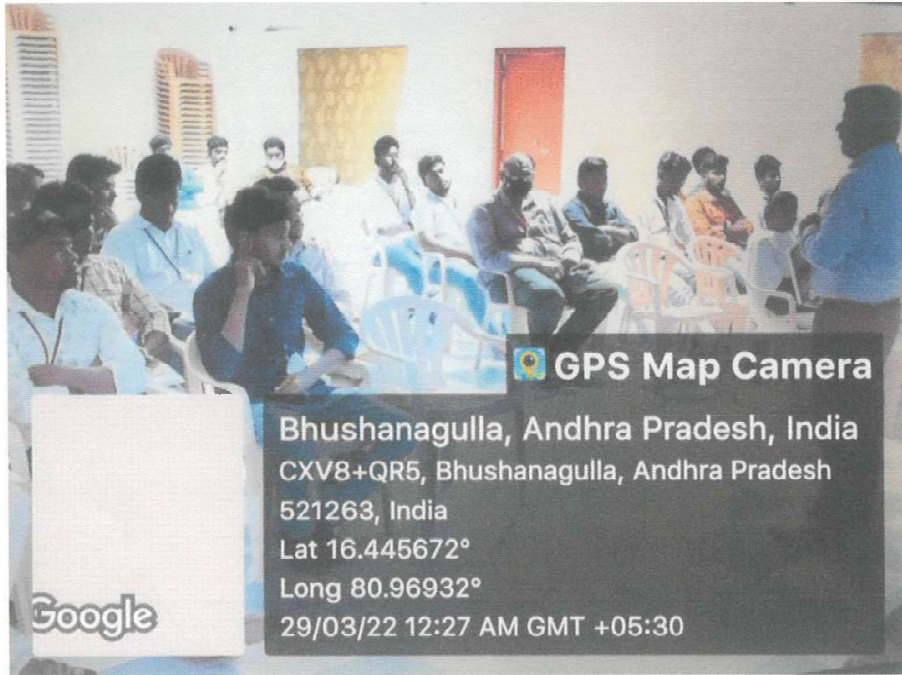 GPS Map Camera
Bhushanagulla, Andhra Pradesh, India
CXV8+QR5, Bhushanagulla, Andhra Pradesh
521263, India
Lat 16.445672°
Long 80.96932°
29/03/22 12:27 AM GMT +05:30
Google